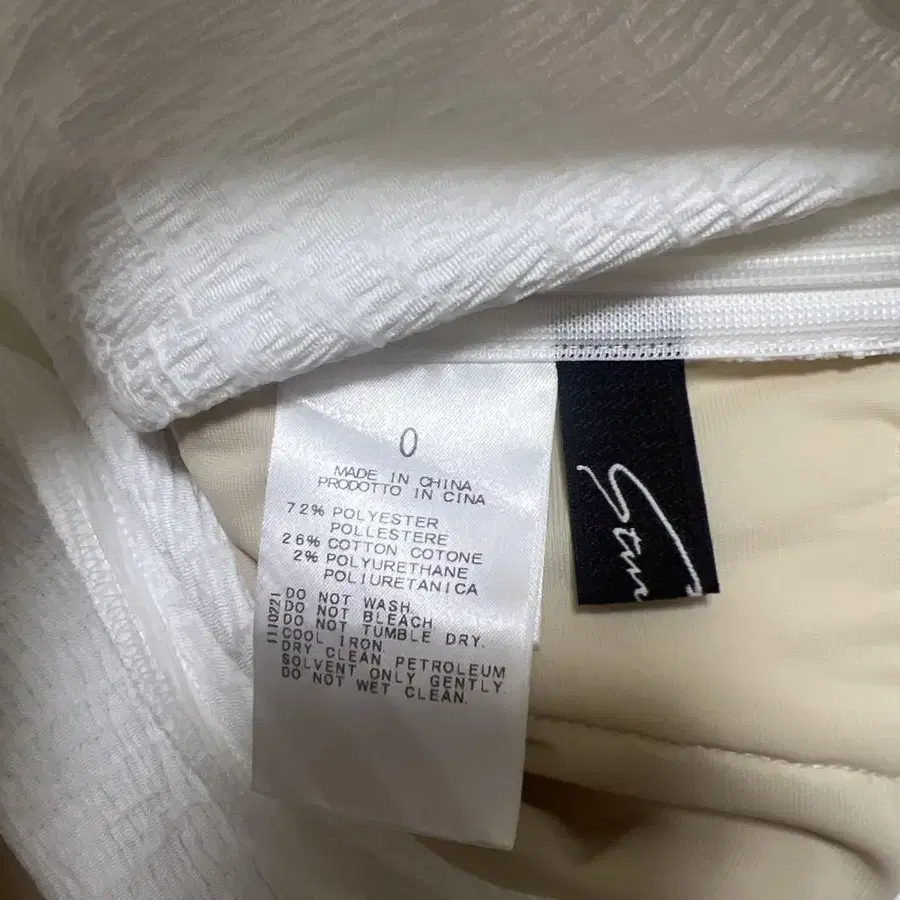 0
MADE IN CHINA
PRODOTTO IN CINA
72% POLYESTER
POLLESTERE
26% COTTON COTONE
2% POLYURETHANE
POLIURETANICA
1110221
DO NOT WASH.
DO NOT BLEACH.
DO NOT TUMBLE DRY.
COOL IRON.
DRY CLEAN PETROLEUM
SOLVENT ONLY GENTLY.
DO NOT WET CLEAN.